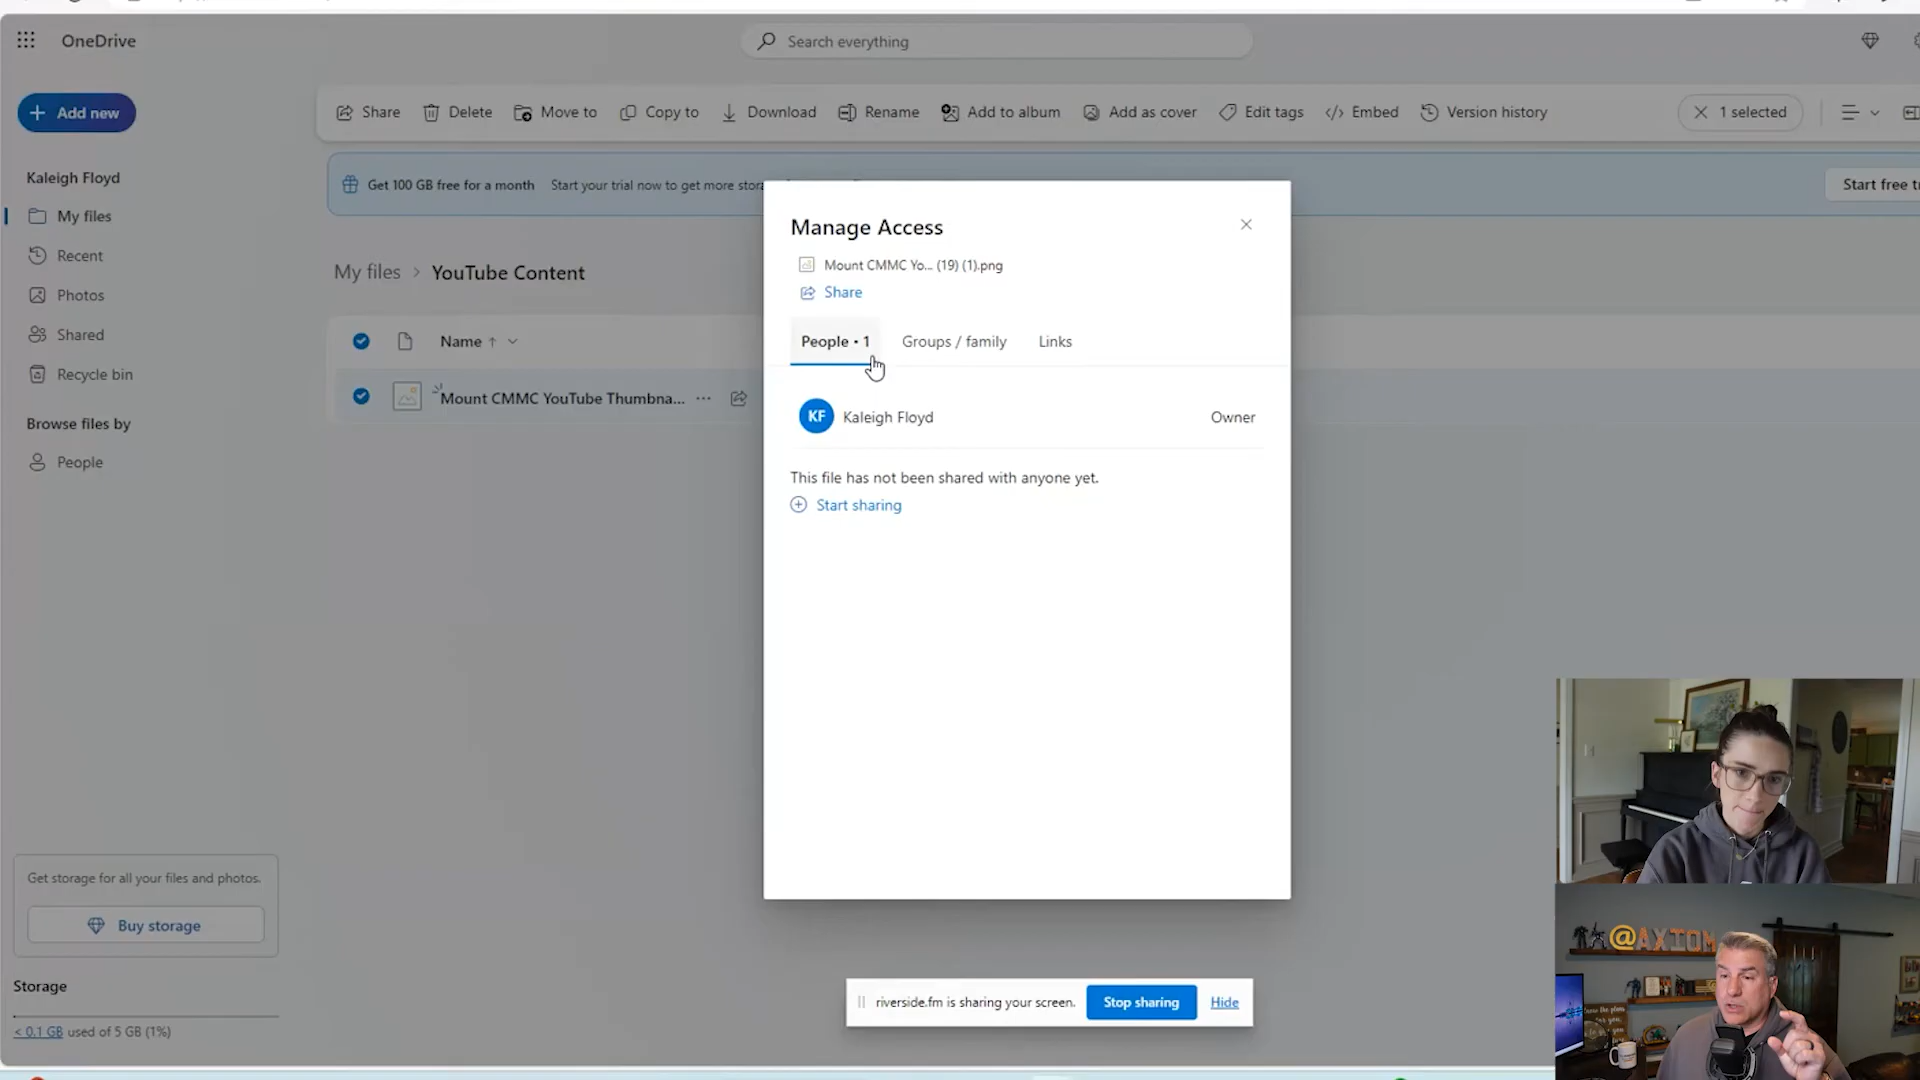 OneDrive
Search everything
Add new
Share Delete Move to Copy to Download Rename Add to album Add as cover Edit tags Embed Version history 1 selected
Kaleigh Floyd
My files
Recent
Photos
Shared
Recycle bin
Browse files by
People
Get 100 GB free for a month Start your trial now to get more
Start free
My files > YouTube Content
Name
Mount CMMC YouTube Thumbna...
Manage Access
Mount CMMC Yo... (19) (1).png
Share
People • 1 Groups / family Links
KF Kaleigh Floyd Owner
This file has not been shared with anyone yet.
Start sharing
Get storage for all your files and photos.
Buy storage
Storage
< 0.1 GB used of 5 GB (1%)
riverside.fm is sharing your screen. Stop sharing Hide
@AXIOM